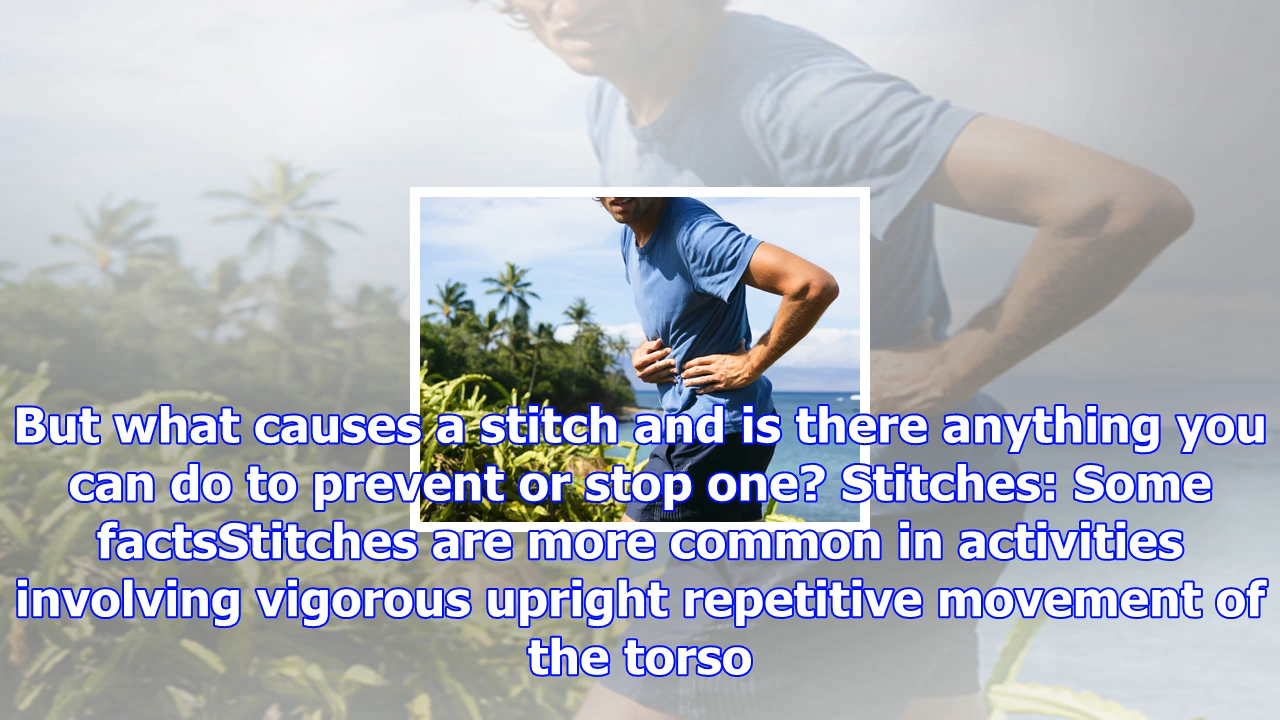 But what causes a stitch and is there anything you
can do to prevent or stop one? Stitches: Some
factsStitches are more common in activities
involving vigorous upright repetitive movement of
the torso